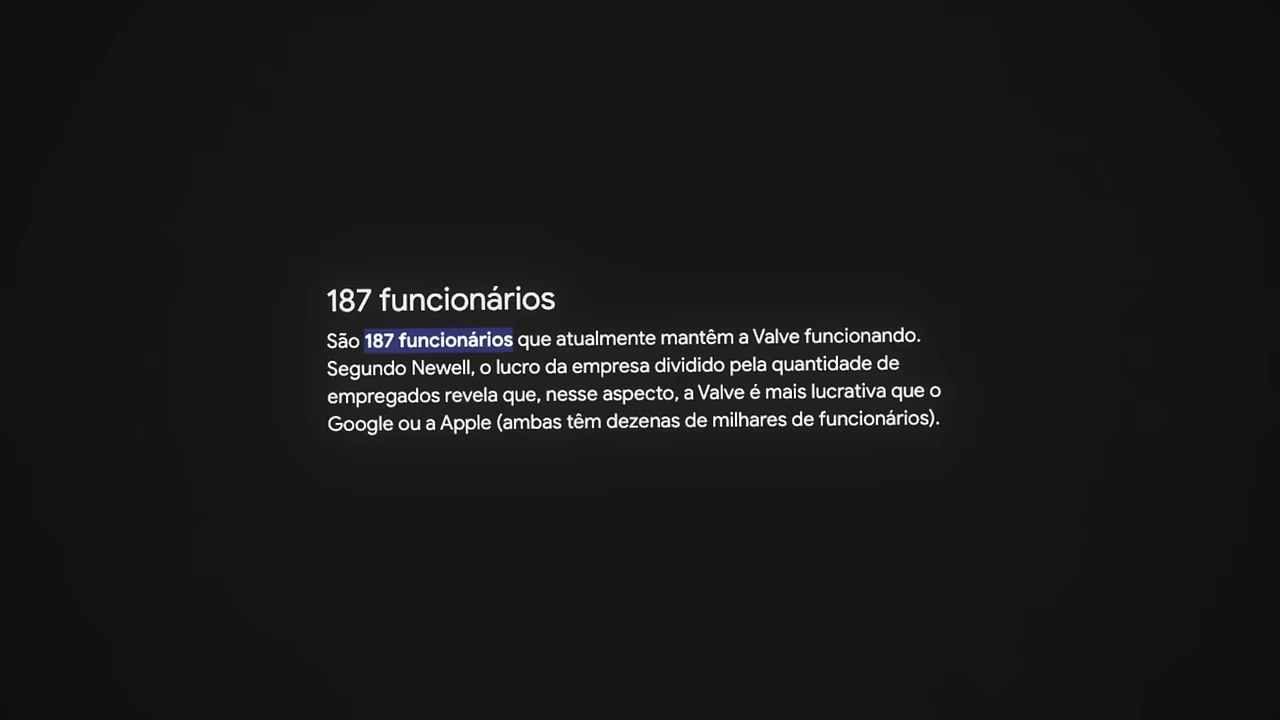 187 funcionários
São 187 funcionários que atualmente mantêm a Valve funcionando.
Segundo Newell, o lucro da empresa dividido pela quantidade de
empregados revela que, nesse aspecto, a Valve é mais lucrativa que o
Google ou a Apple (ambas têm dezenas de milhares de funcionários).